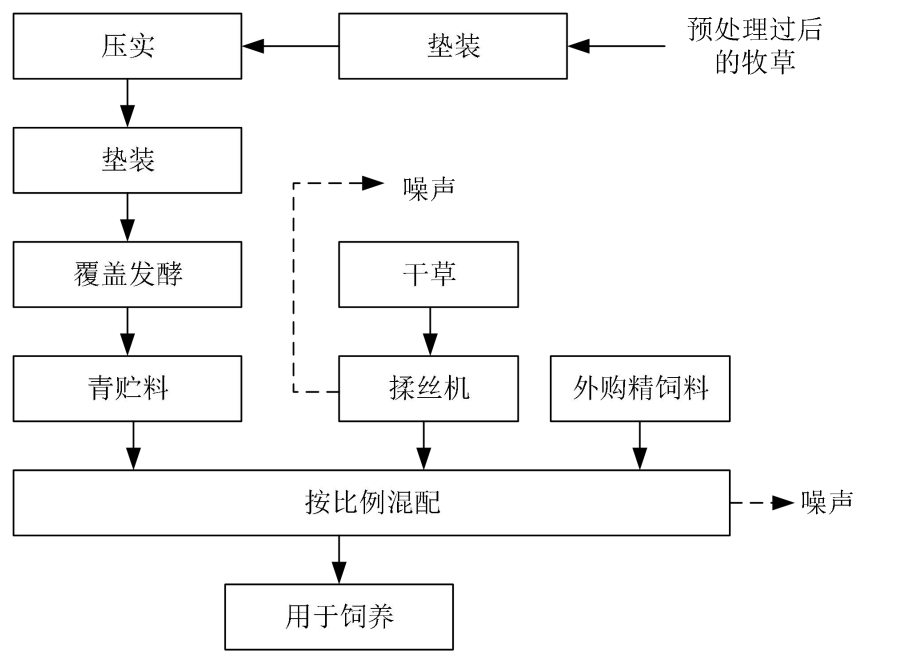 压实
垫装
预处理过后
的牧草
垫装
噪声
覆盖发酵
干草
青贮料
揉丝机
外购精饲料
按比例混配
噪声
用于饲养